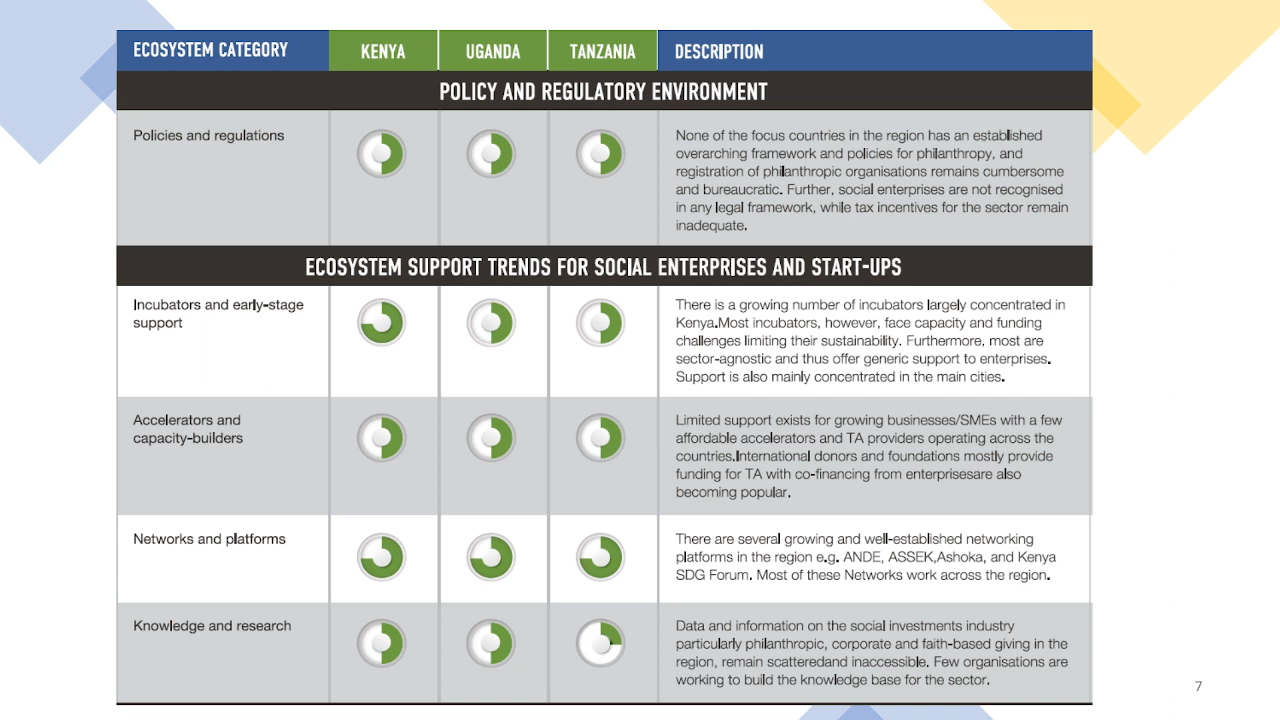 ECOSYSTEM CATEGORY KENYA UGANDA TANZANIA DESCRIPTION
POLICY AND REGULATORY ENVIRONMENT
Policies and regulations
None of the focus countries in the region has an established
overarching framework and policies for philanthropy, and
registration of philanthropic organisations remains cumbersome
and bureaucratic. Further, social enterprises are not recognised
in any legal framework, while tax incentives for the sector remain
inadequate.
ECOSYSTEM SUPPORT TRENDS FOR SOCIAL ENTERPRISES AND START-UPS
Incubators and early-stage
support
There is a growing number of incubators largely concentrated in
Kenya.Most incubators, however, face capacity and funding
challenges limiting their sustainability. Furthermore, most are
sector-agnostic and thus offer generic support to enterprises.
Support is also mainly concentrated in the main cities.
Accelerators and
capacity-builders
Limited support exists for growing businesses/SMEs with a few
affordable accelerators and TA providers operating across the
countries.International donors and foundations mostly provide
funding for TA with co-financing from enterprisesare also
becoming popular.
Networks and platforms
There are several growing and well-established networking
platforms in the region e.g. ANDE, ASSEK,Ashoka, and Kenya
SDG Forum. Most of these Networks work across the region.
Knowledge and research
Data and information on the social investments industry
particularly philanthropic, corporate and faith-based giving in the
region, remain scatteredand inaccessible. Few organisations are
working to build the knowledge base for the sector.
7